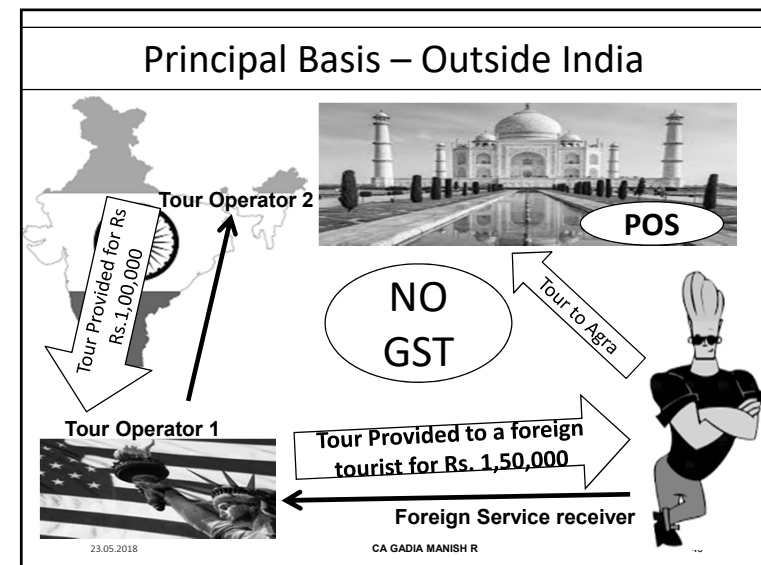 Principal Basis – Outside India
Tour Operator 2
Tour Provided for Rs
Rs.1,00,000
POS
NO
GST
Tour to Agra
Tour Operator 1
Tour Provided to a foreign
tourist for Rs. 1,50,000
Foreign Service receiver
23.05.2018
CA GADIA MANISH R